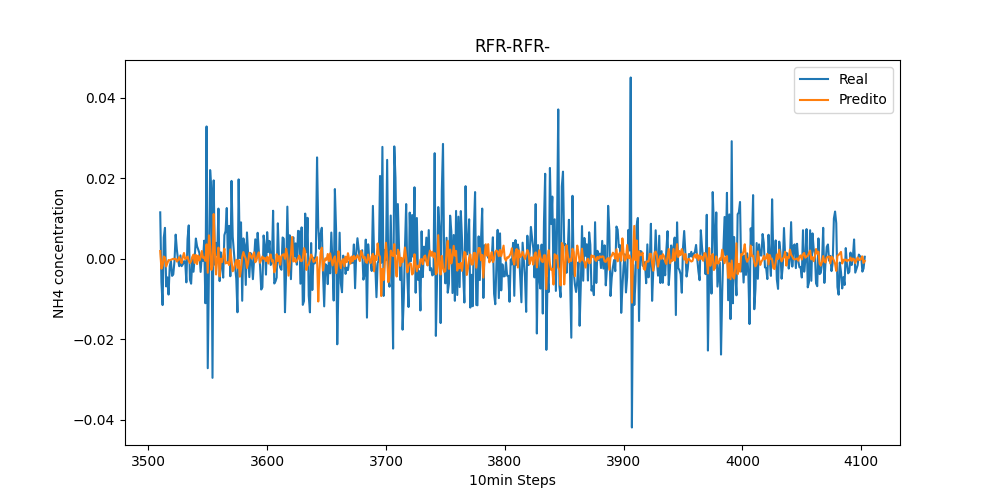 RFR-RFR-
Real
Predito
NH4 concentration
0.04
0.02
0.00
−0.02
−0.04
3500 3600 3700 3800 3900 4000 4100
10min Steps